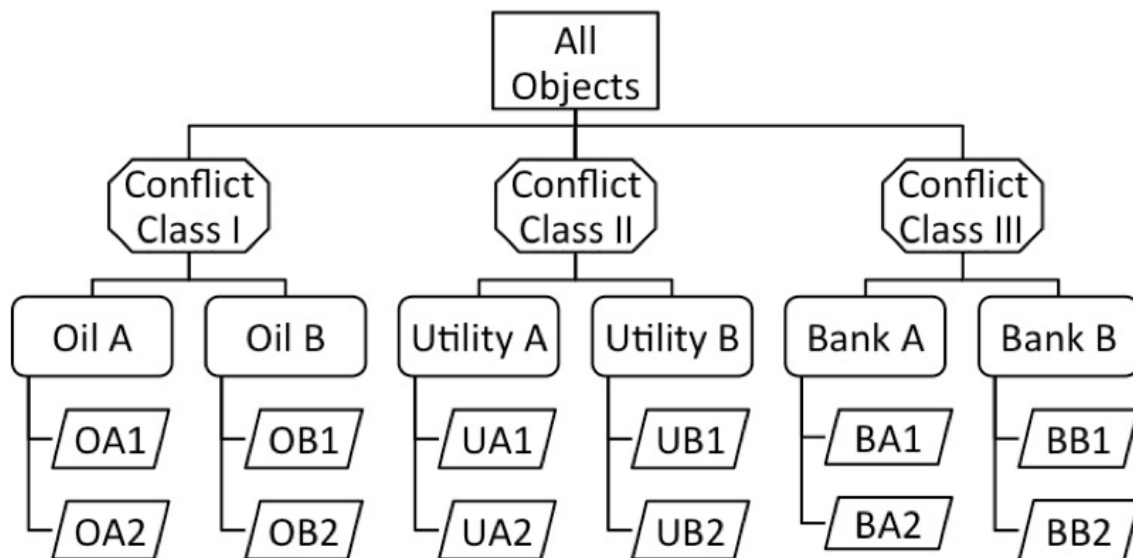 All
Objects
Conflict
Class I
Conflict
Class II
Conflict
Class III
Oil A
Oil B
Utility A
Utility B
Bank A
Bank B
OA1
OB1
UA1
UB1
BA1
BB1
OA2
OB2
UA2
UB2
BA2
BB2